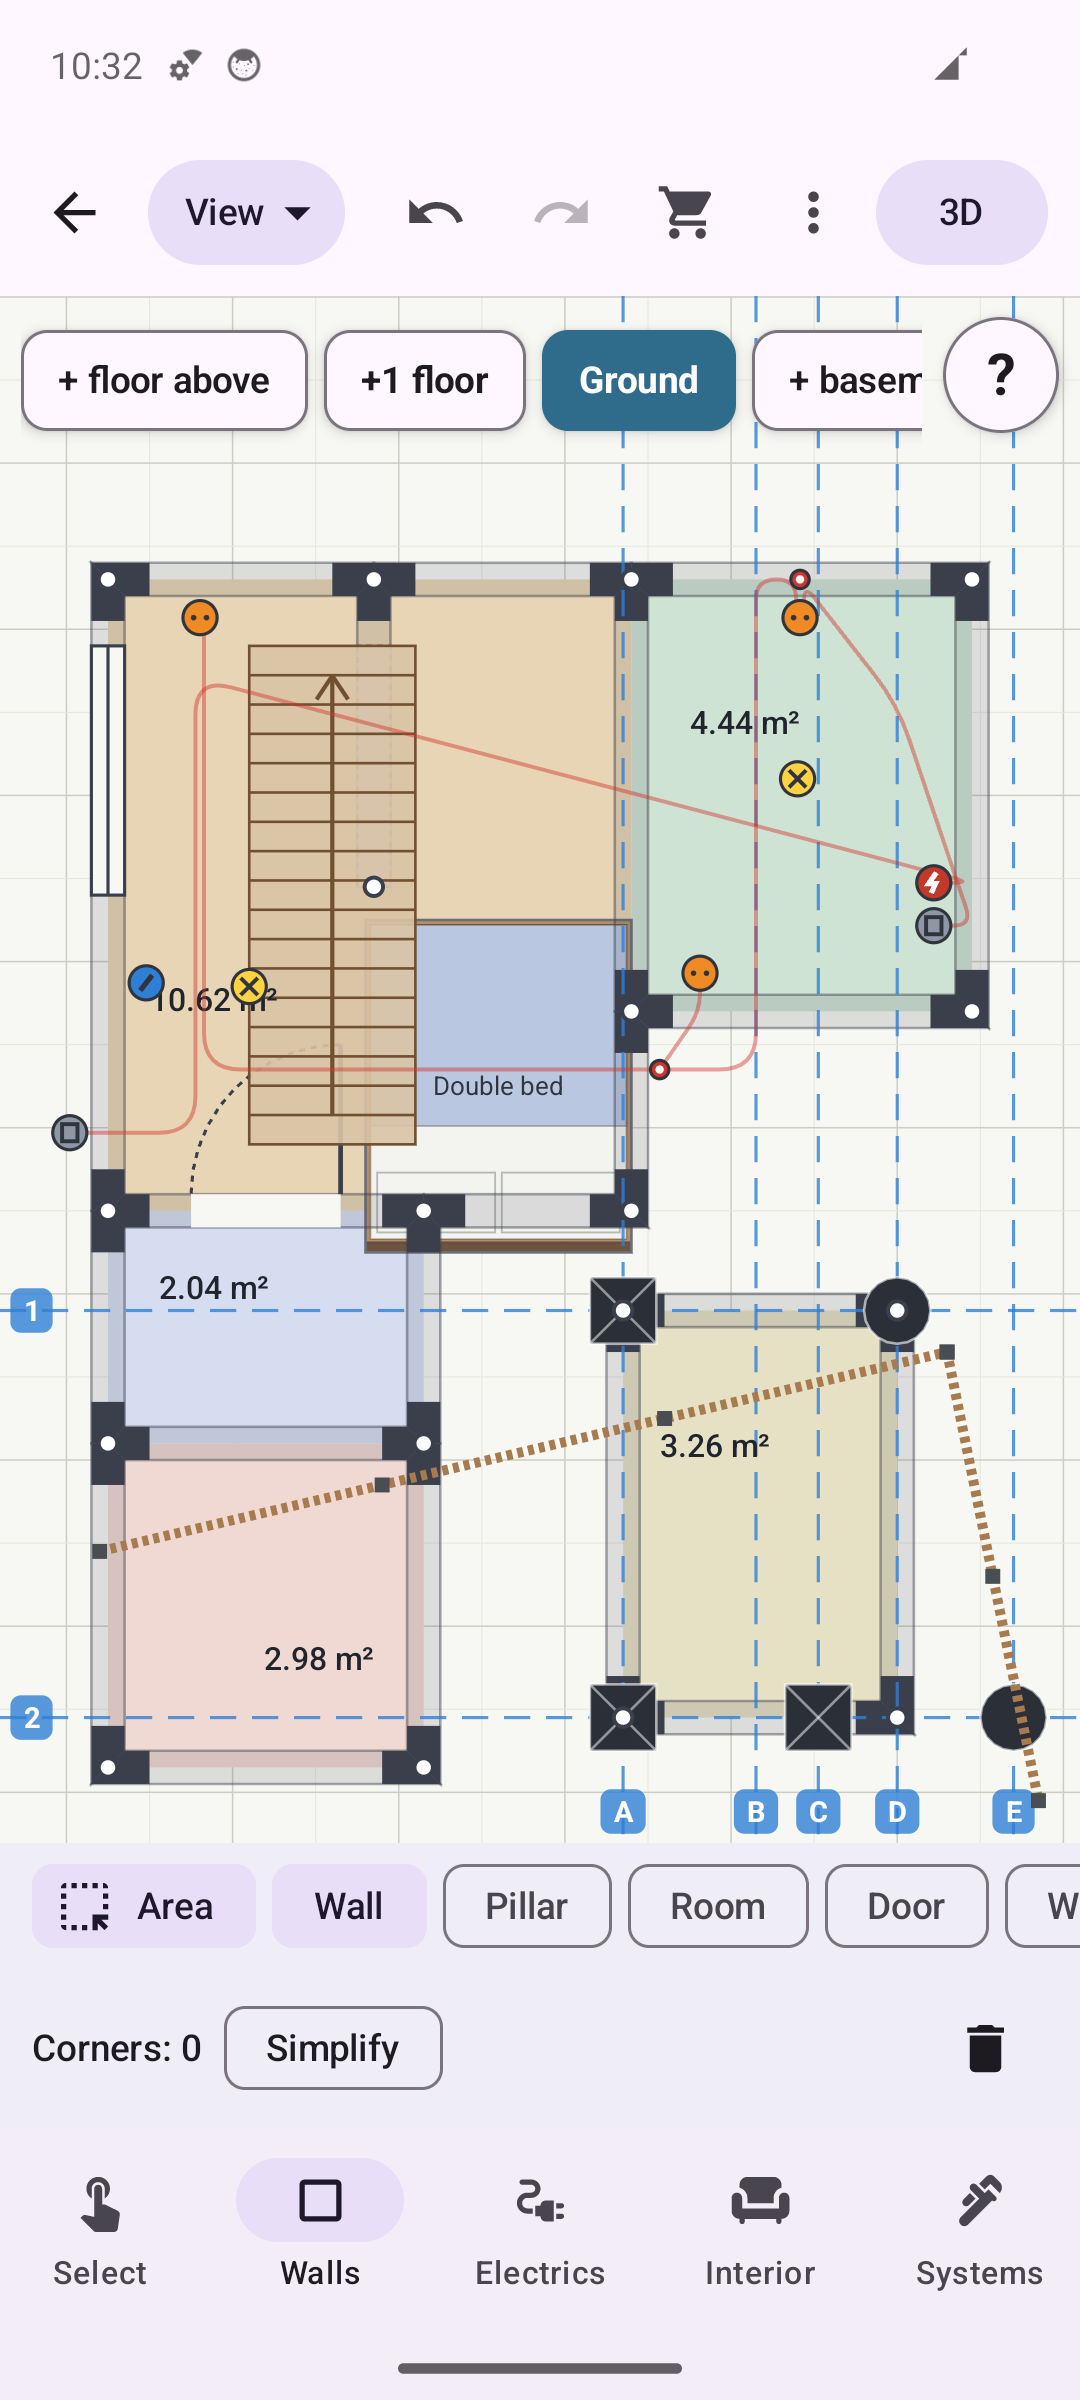 10:32
View
3D
+ floor above
+1 floor
Ground
+ basem
?
4.44 m²
10.62 m²
Double bed
2.04 m²
1
3.26 m²
2.98 m²
2
A
B
C
D
E
Area
Wall
Pillar
Room
Door
W
Corners: 0
Simplify
Select
Walls
Electrics
Interior
Systems